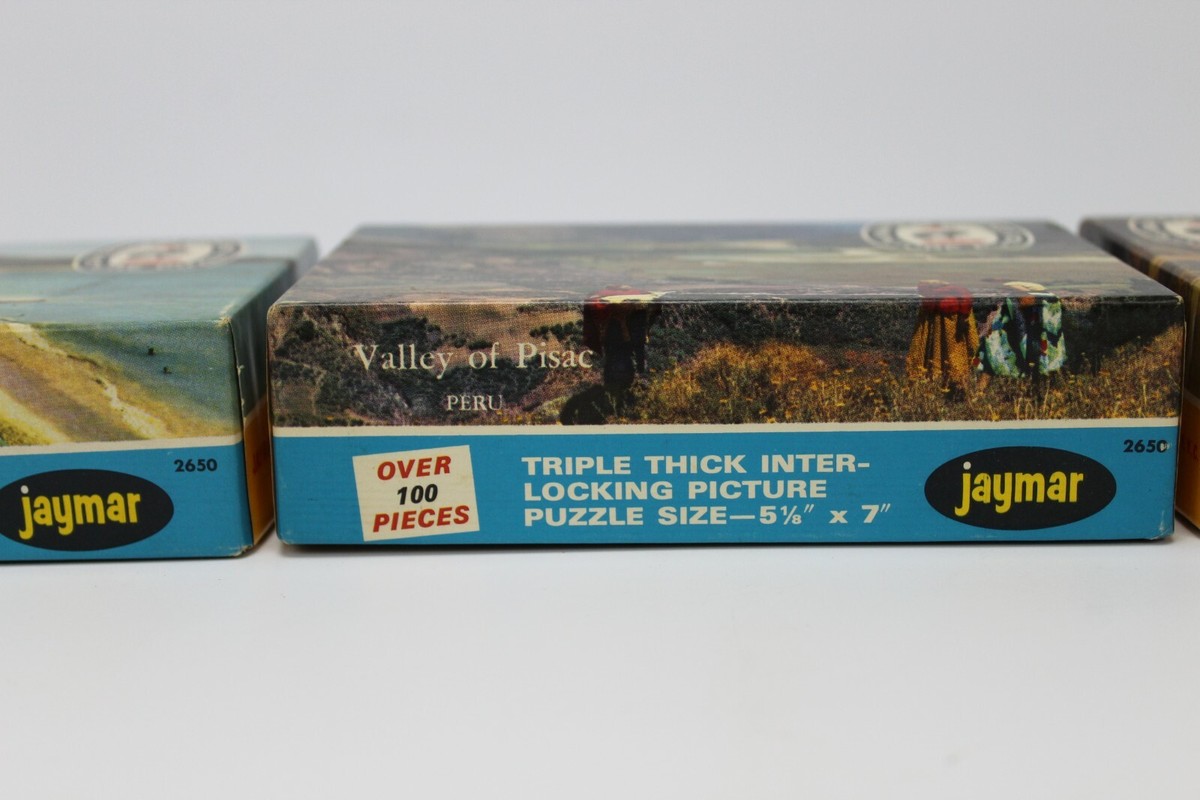 2650
jaymar
Valley of Pisac
PERU
OVER
100
PIECES
TRIPLE THICK INTER-
LOCKING PICTURE
PUZZLE SIZE—5⅛" x 7"
2650
jaymar